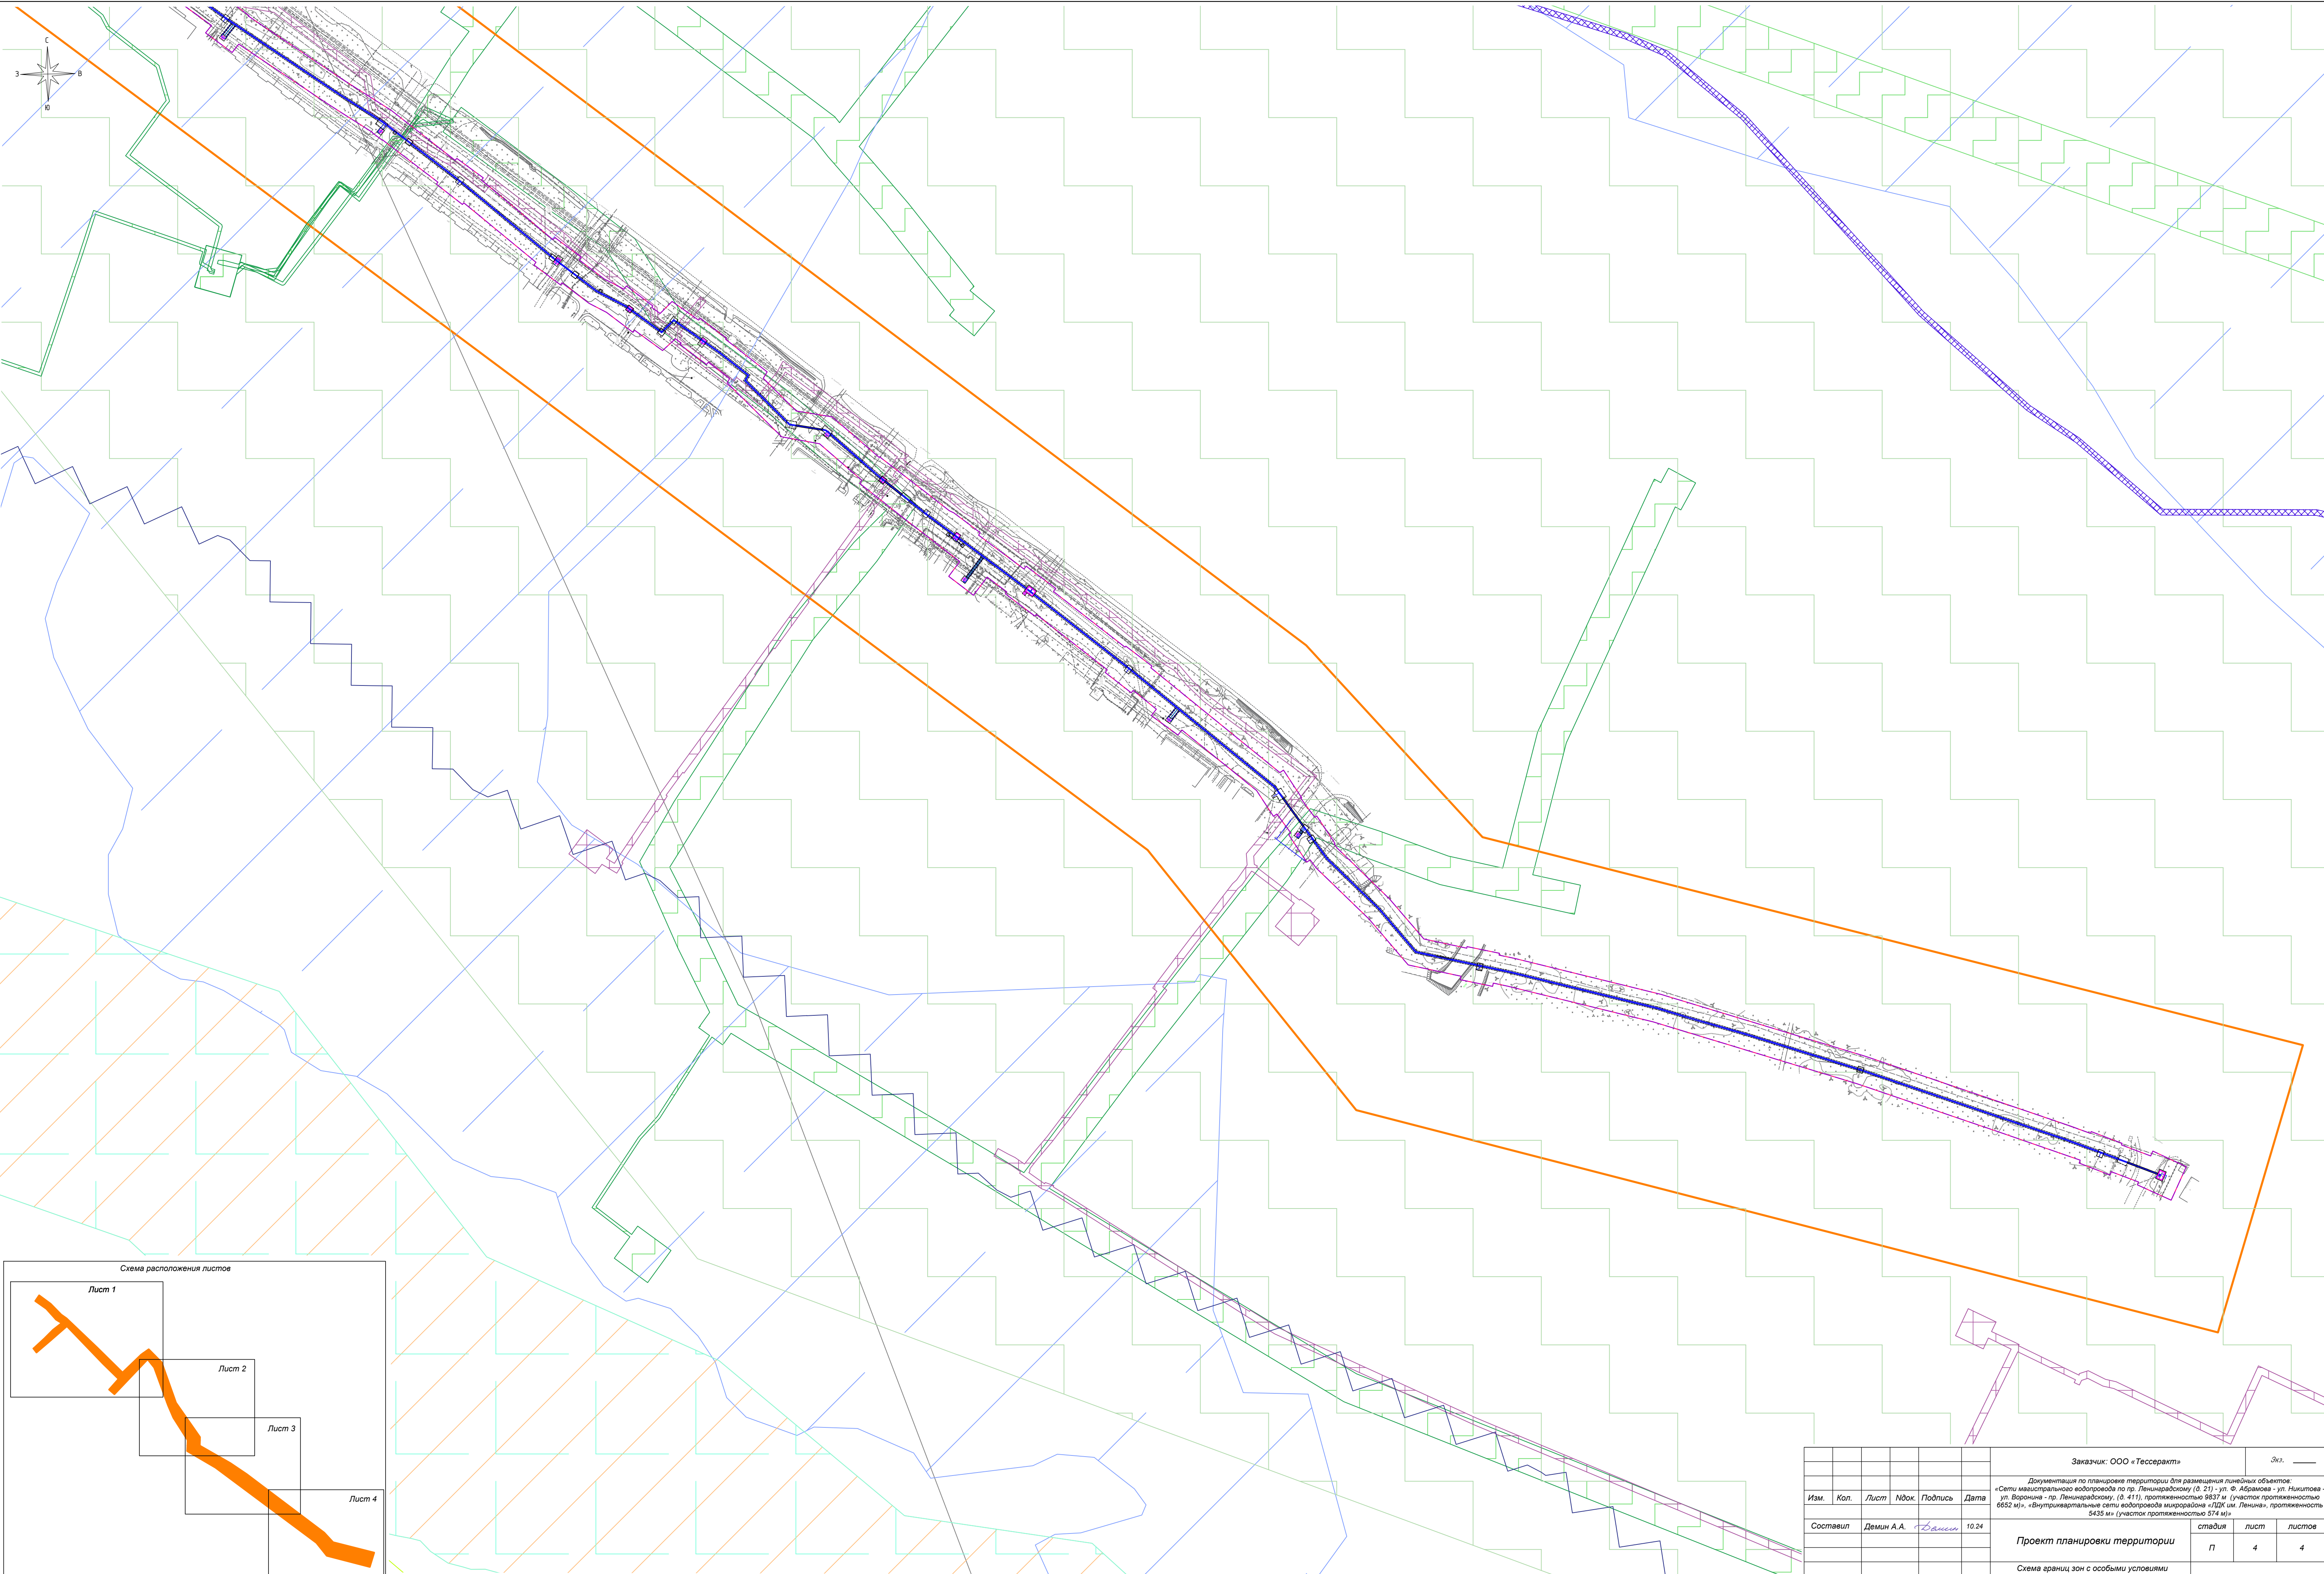 С
З
В
Ю
Схема расположения листов
Лист 1
Лист 2
Лист 3
Лист 4
Заказчик: ООО «Тессеракт»
Экз.
Документация по планировке территории для размещения линейных объектов:
«Сети магистрального водопровода по пр. Ленинградскому (д. 21) - ул. Ф. Абрамова - ул. Никитова -
ул. Воронина - пр. Ленинградскому, (д. 411), протяженностью 9837 м (участок протяженностью
6652 м)», «Внутриквартальные сети водопровода микрорайона «ЛДК им. Ленина», протяженность
5435 м» (участок протяженностью 574 м)»
Изм. Кол. Лист Nдок. Подпись Дата
Составил Демин А.А. Демин 10.24
Проект планировки территории
стадия лист листов
П 4 4
Схема границ зон с особыми условиями